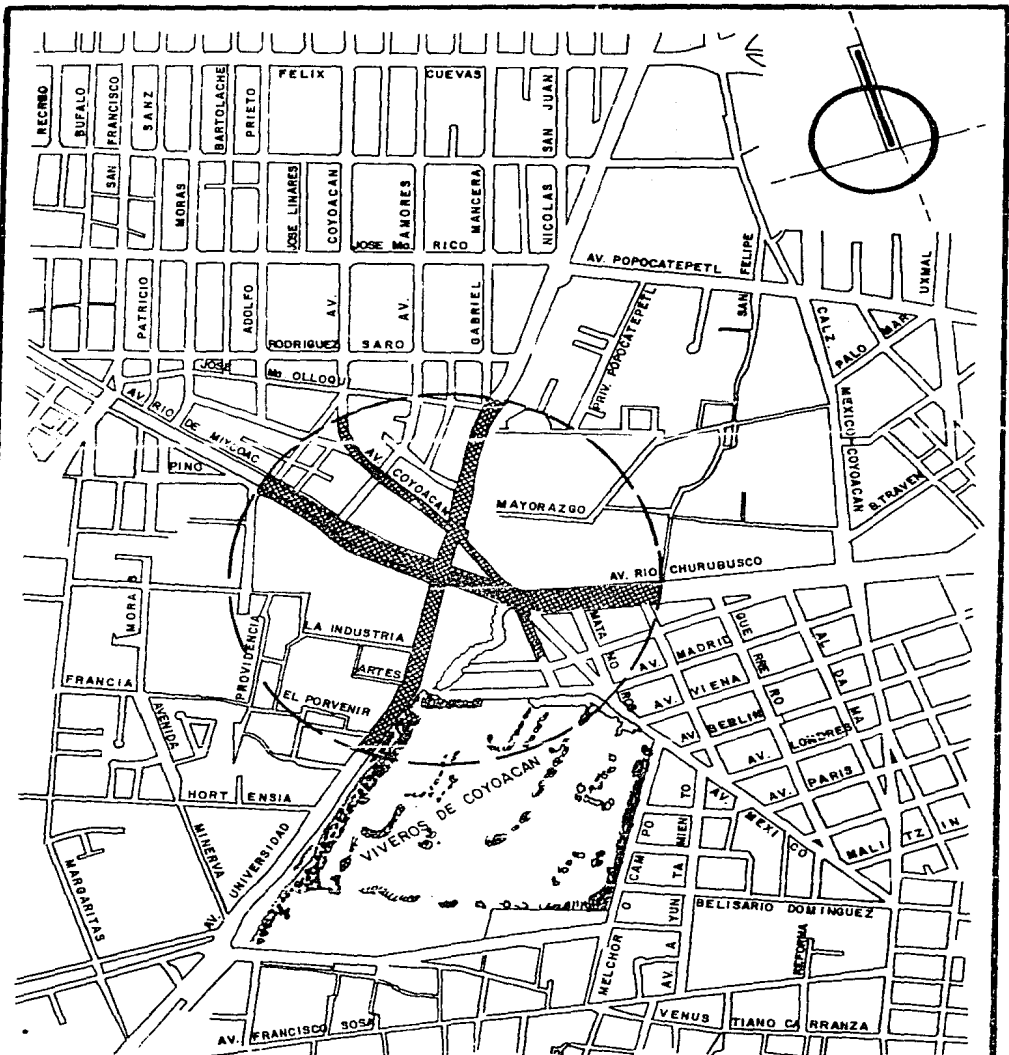 FELIX CUEVAS
RECREO
BUFALO
SAN FRANCISCO
SANZ
BARTOLACHE
PRIETO
SAN JUAN
MORAS
JOSE LINARES
COYOACAN
AMORES
MANCERA
NICOLAS
JOSE Ma. RICO
AV. POPOCATEPETL
FELIPE
SAN
UXMAL
PATRICIO
ADOLFO
AV.
AV.
GABRIEL
PRIV. POPOCATEPETL
CALZ.
PALO MAR
RODRIGUEZ SARO
JOSE Ma. OLLOQUI
AV. RIO DE MIXCOAC
MEXICO COYOACAN
PINO
AV. COYOACAN
B. TRAVEN
MAYORAZGO
AV. RIO CHURUBUSCO
MORAS
PROVIDENCIA
LA INDUSTRIA
MATA MO ROS
AV. MADRID
GUE RRE RO
AL DA MA
ARTES
FRANCIA
AV. VIENA
EL PORVENIR
AVENIDA
AV. BERLIN
AV. LONDRES
VIVEROS DE COYOACAN
AV. PARIS
HORTENSIA
AV. MEXICO
MALI TZ IN
MINERVA
AV. UNIVERSIDAD
MARGARITAS
MELCHOR O CAM PO
AV. A YUN TA MIEN TO
BELISARIO DOMINGUEZ
REFORMA
AV. FRANCISCO SOSA
VENUS TIANO CARRANZA